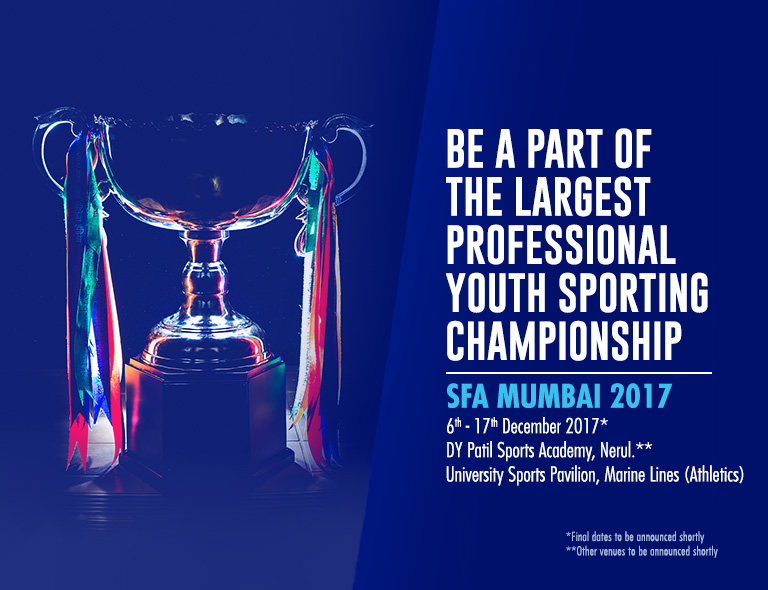 BE A PART OF
THE LARGEST
PROFESSIONAL
YOUTH SPORTING
CHAMPIONSHIP
SFA MUMBAI 2017
6th - 17th December 2017*
DY Patil Sports Academy, Nerul.**
University Sports Pavilion, Marine Lines (Athletics)
*Final dates to be announced shortly
**Other venues to be announced shortly